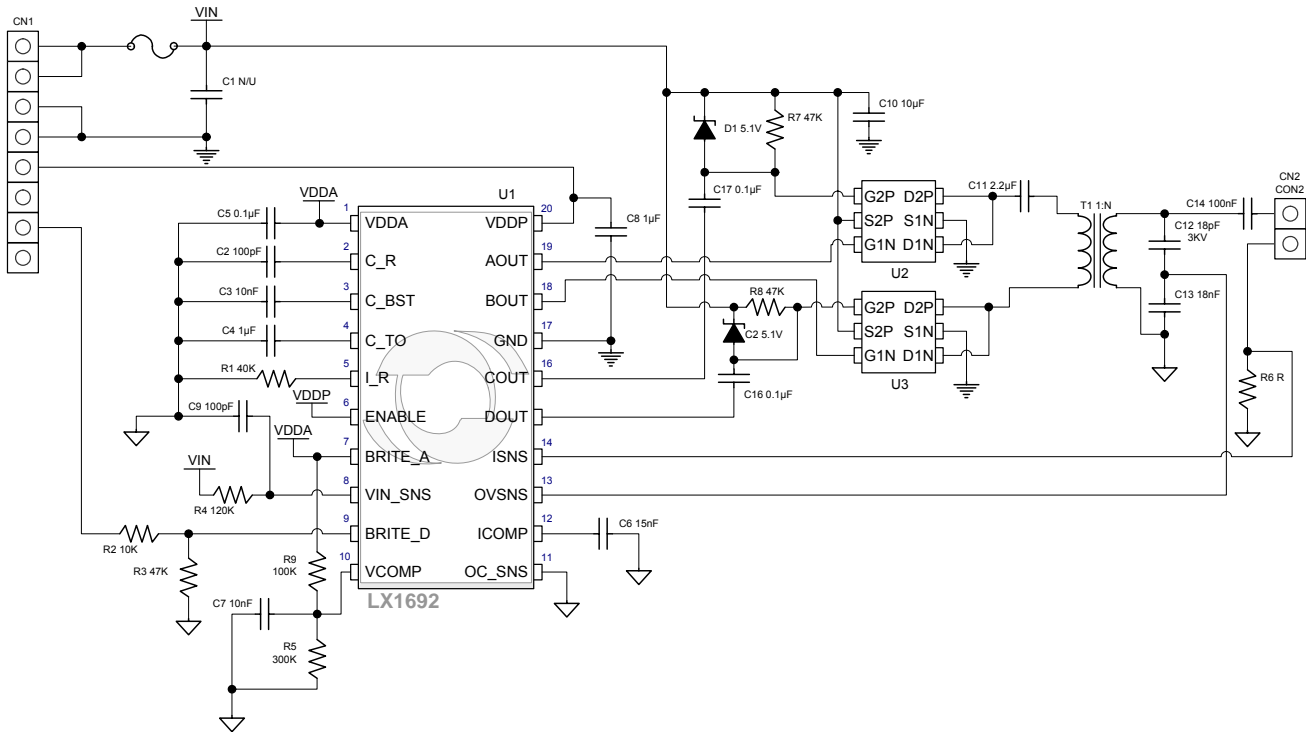 CN1
VIN
C1 N/U
D1 5.1V
R7 47K
C10 10µF
C17 0.1µF
CN2
CON2
C11 2.2µF
T1 1:N
C14 100nF
C12 18pF
3KV
C13 18nF
G2P D2P
S2P S1N
G1N D1N
U2
R8 47K
C2 5.1V
C16 0.1µF
G2P D2P
S2P S1N
G1N D1N
U3
R6 R
VDDA
U1
C5 0.1µF
1
VDDA
VDDP
20
C8 1µF
C2 100pF
2
C_R
AOUT
19
C3 10nF
3
C_BST
BOUT
18
C4 1µF
4
C_TO
GND
17
R1 40K
5
I_R
COUT
16
VDDP
C9 100pF
6
ENABLE
DOUT
VDDA
7
BRITE_A
ISNS
14
VIN
R4 120K
8
VIN_SNS
OVSNS
13
R2 10K
9
BRITE_D
ICOMP
12
C6 15nF
R3 47K
R9
100K
10
VCOMP
OC_SNS
11
LX1692
C7 10nF
R5
300K